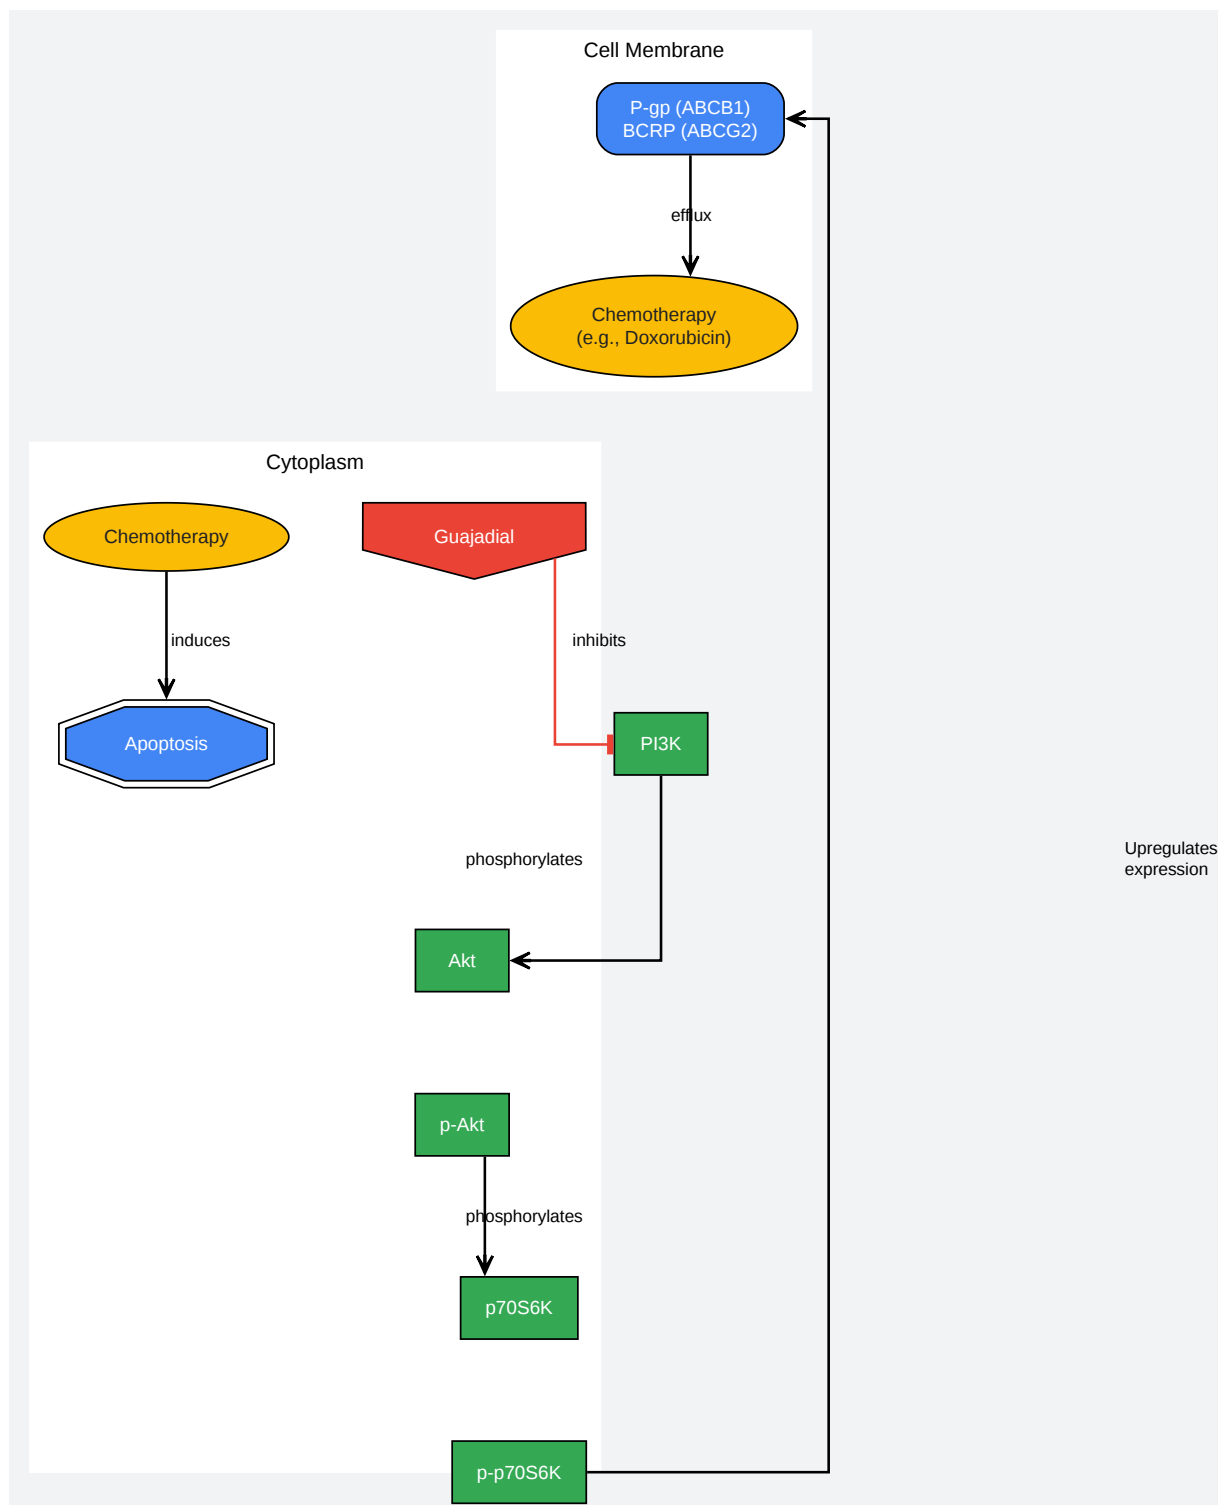 Cell Membrane
P-gp (ABCB1)
BCRP (ABCG2)
efflux
Chemotherapy
(e.g., Doxorubicin)
Cytoplasm
Chemotherapy
Guajadial
induces
inhibits
Apoptosis
PI3K
phosphorylates
Upregulates
expression
Akt
p-Akt
phosphorylates
p70S6K
p-p70S6K